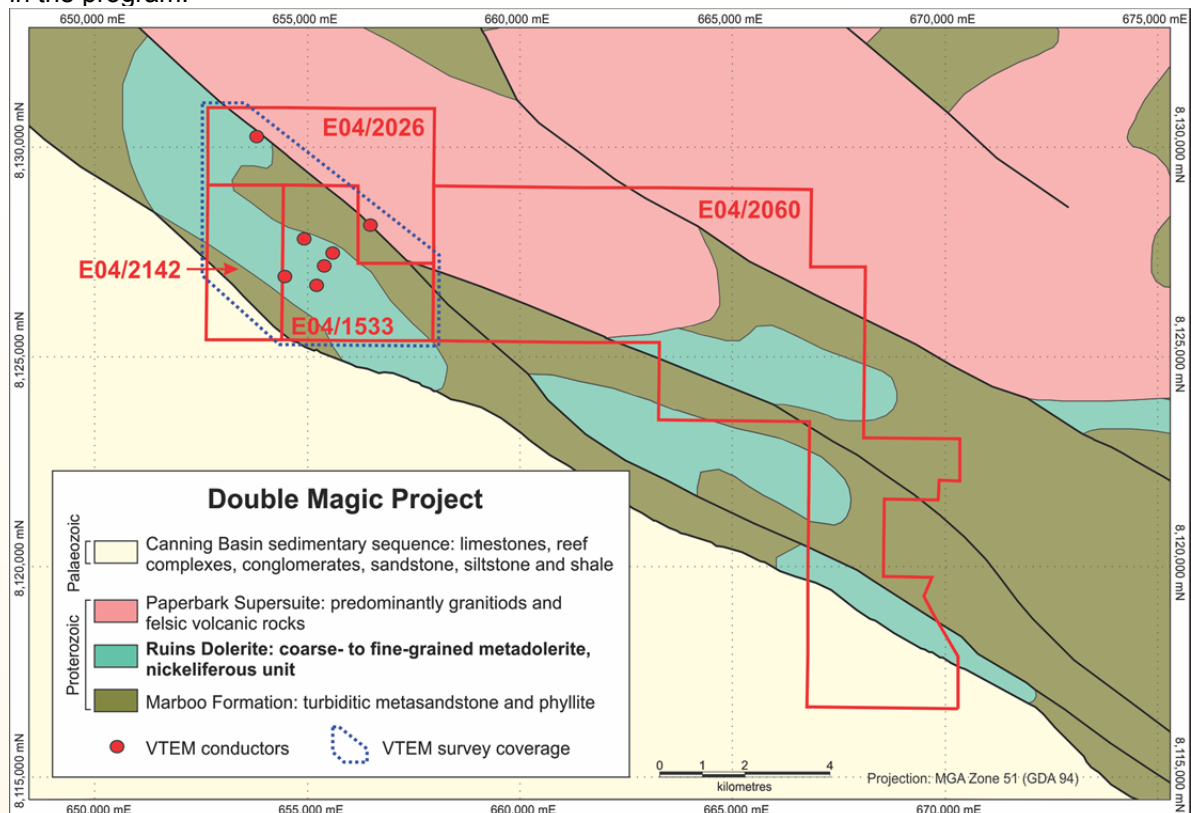 in the program.
650,000 mE
655,000 mE
660,000 mE
665,000 mE
670,000 mE
675,000 mE
8,130,000 mN
8,130,000 mN
E04/2026
E04/2060
E04/2142
E04/1533
8,125,000 mN
8,125,000 mN
Double Magic Project
Palaeozoic
Canning Basin sedimentary sequence: limestones, reef
complexes, conglomerates, sandstone, siltstone and shale
Proterozoic
Paperbark Supersuite: predominantly granitiods and
felsic volcanic rocks
Ruins Dolerite: coarse- to fine-grained metadolerite,
nickeliferous unit
Marboo Formation: turbiditic metasandstone and phyllite
VTEM conductors
VTEM survey coverage
8,120,000 mN
8,120,000 mN
8,115,000 mN
8,115,000 mN
0 1 2 4
kilometres
Projection: MGA Zone 51 (GDA 94)
650,000 mE
655,000 mE
660,000 mE
665,000 mE
670,000 mE